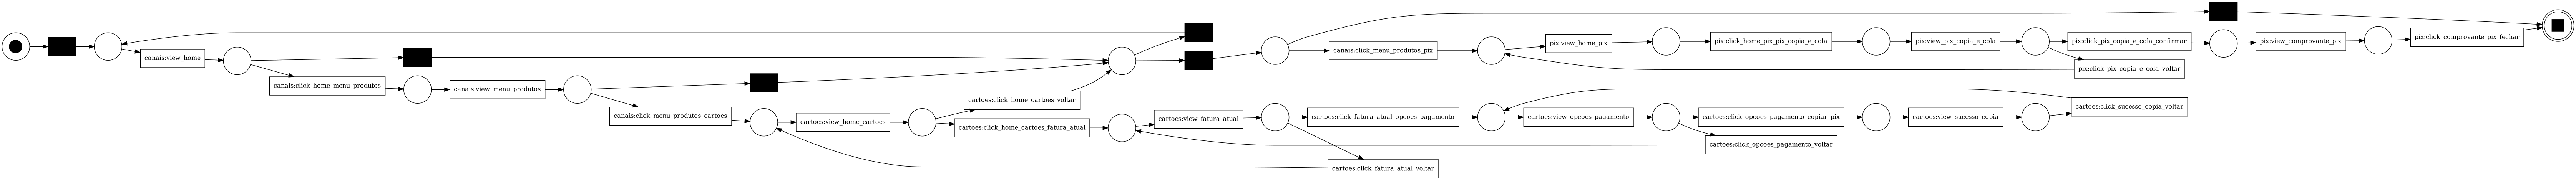 canais:view_home
canais:click_home_menu_produtos
canais:view_menu_produtos
canais:click_menu_produtos_cartoes
cartoes:view_home_cartoes
cartoes:click_home_cartoes_voltar
cartoes:click_home_cartoes_fatura_atual
cartoes:view_fatura_atual
cartoes:click_fatura_atual_opcoes_pagamento
cartoes:click_fatura_atual_voltar
cartoes:view_opcoes_pagamento
cartoes:click_opcoes_pagamento_copiar_pix
cartoes:click_opcoes_pagamento_voltar
cartoes:view_sucesso_copia
cartoes:click_sucesso_copia_voltar
canais:click_menu_produtos_pix
pix:view_home_pix
pix:click_home_pix_pix_copia_e_cola
pix:view_pix_copia_e_cola
pix:click_pix_copia_e_cola_confirmar
pix:click_pix_copia_e_cola_voltar
pix:view_comprovante_pix
pix:click_comprovante_pix_fechar